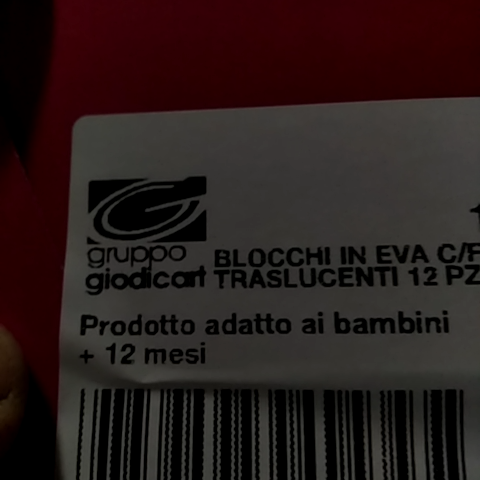 gruppo
giodicart
BLOCCHI IN EVA C/F
TRASLUCENTI 12 PZ
Prodotto adatto ai bambini
+ 12 mesi